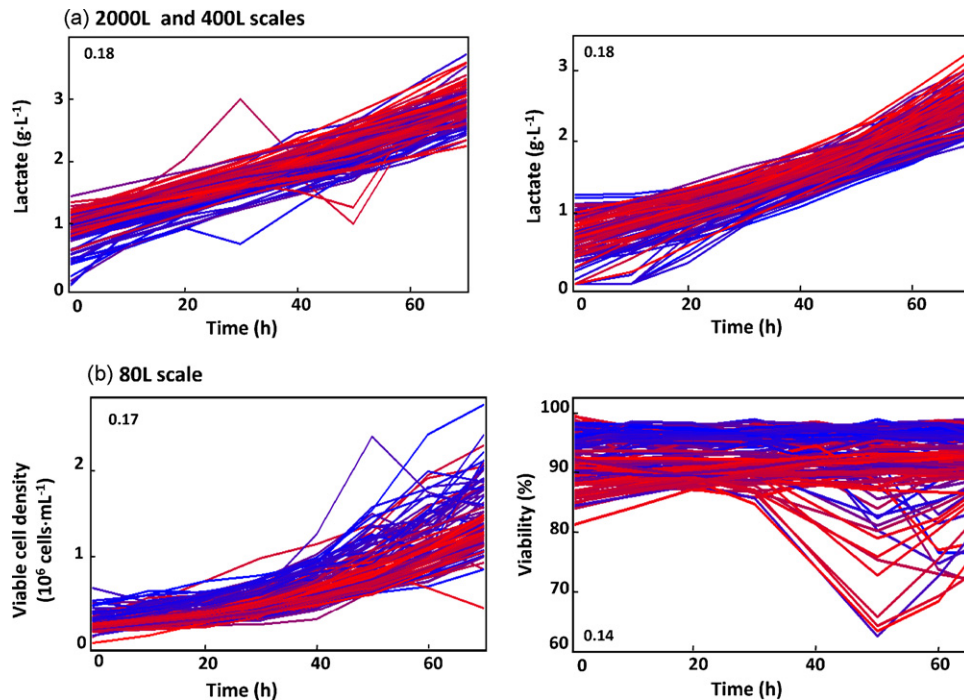 (a) 2000L and 400L scales
0.18
Lactate (g·L-1)
3
2
1
0
0 20 40 60
Time (h)
0.18
Lactate (g·L-1)
3
2
1
0
0 20 40 60
Time (h)
(b) 80L scale
0.17
Viable cell density
(10⁶ cells·mL-1)
2
1
0
0 20 40 60
Time (h)
100
90
80
70
60
Viability (%)
0.14
0 20 40 60
Time (h)